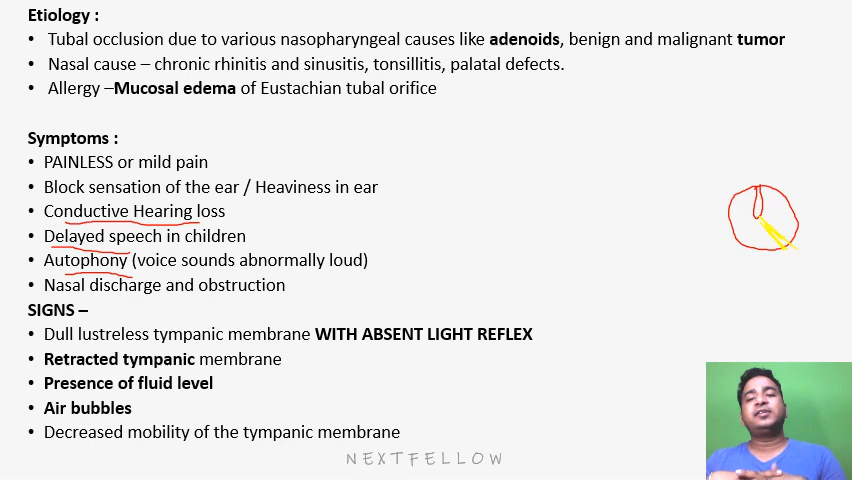 Etiology :
• Tubal occlusion due to various nasopharyngeal causes like adenoids, benign and malignant tumor
• Nasal cause – chronic rhinitis and sinusitis, tonsillitis, palatal defects.
• Allergy –Mucosal edema of Eustachian tubal orifice
Symptoms :
• PAINLESS or mild pain
• Block sensation of the ear / Heaviness in ear
• Conductive Hearing loss
• Delayed speech in children
• Autophony (voice sounds abnormally loud)
• Nasal discharge and obstruction
SIGNS –
• Dull lustreless tympanic membrane WITH ABSENT LIGHT REFLEX
• Retracted tympanic membrane
• Presence of fluid level
• Air bubbles
• Decreased mobility of the tympanic membrane
NEXTFELLOW